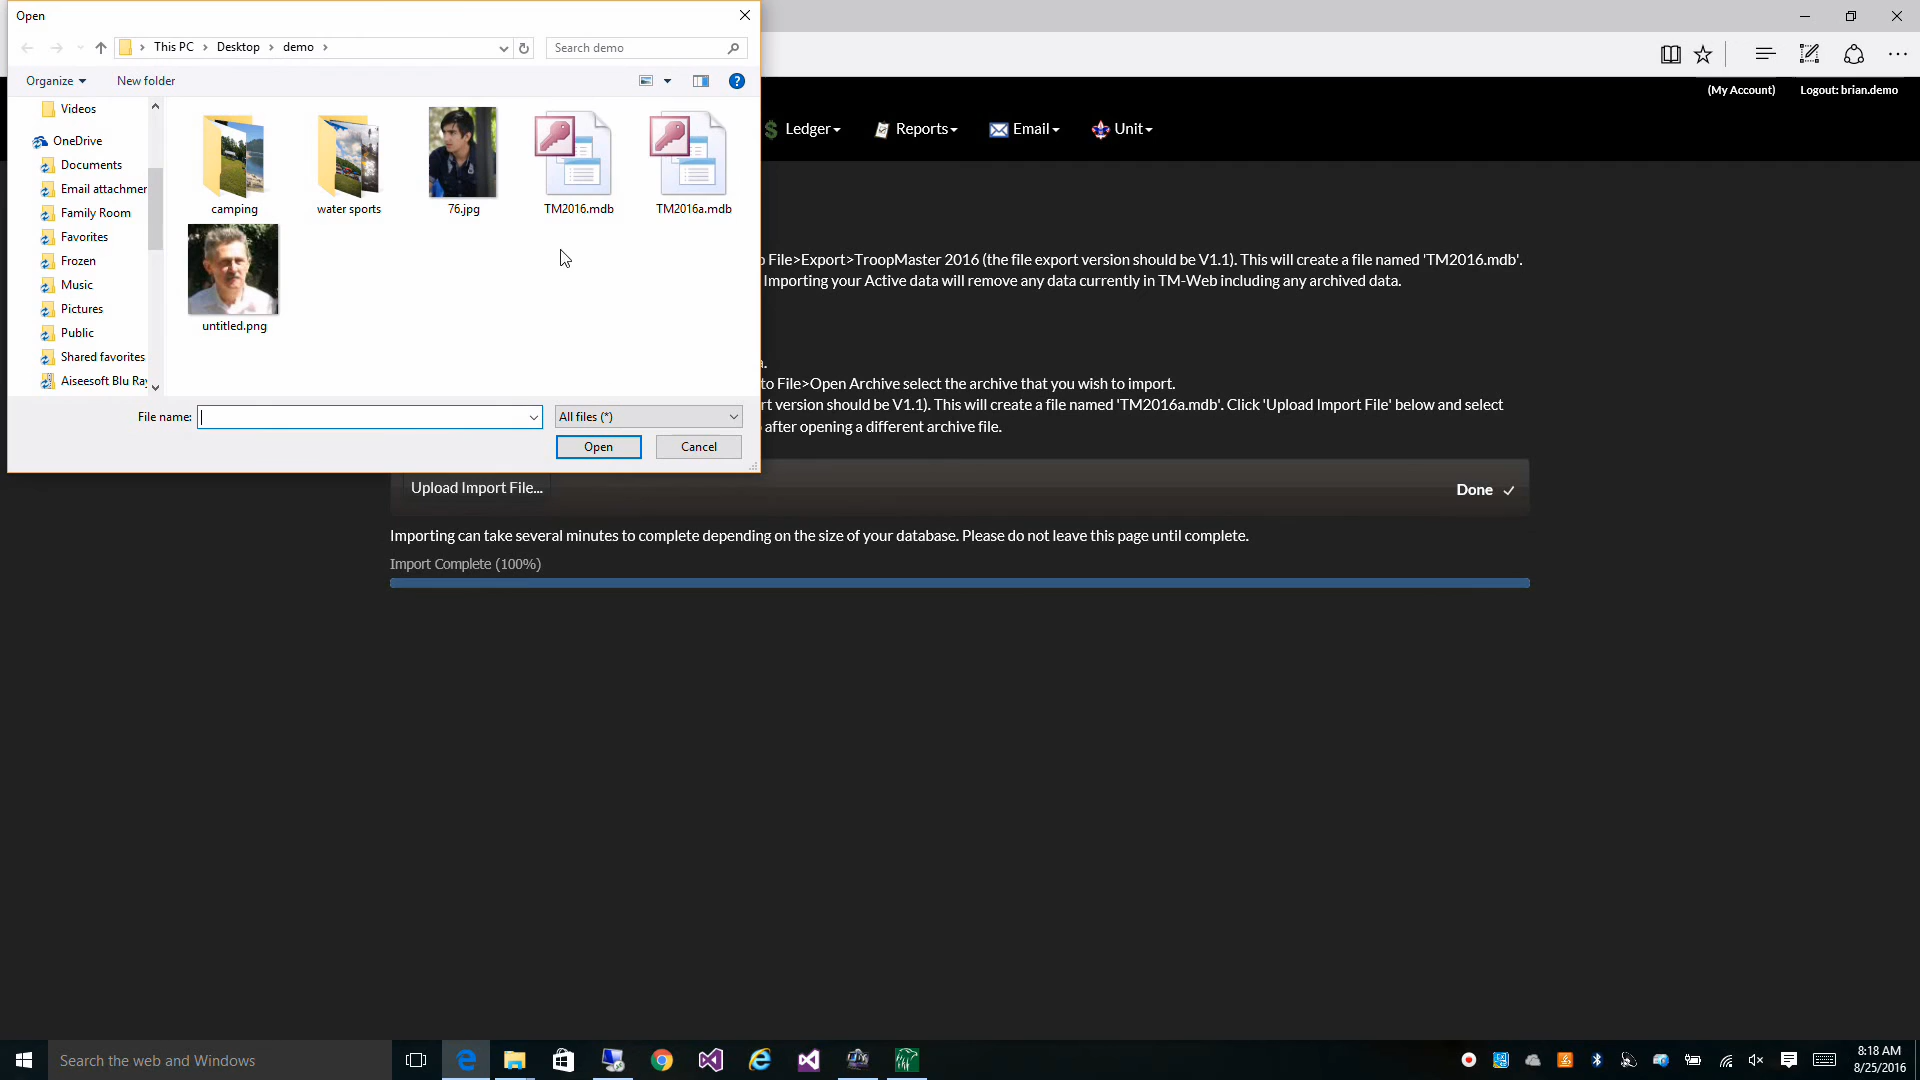 Open
This PC > Desktop > demo >
Search demo
Organize
New folder
Videos
OneDrive
Documents
Email attachmer
Family Room
Favorites
Frozen
Music
Pictures
Public
Shared favorites
Aiseesoft Blu Ray
camping
water sports
76.jpg
TM2016.mdb
TM2016a.mdb
untitled.png
File name:
All files (*)
Open
Cancel
(My Account)
Logout: brian.demo
Ledger
Reports
Email
Unit
File>Export>TroopMaster 2016 (the file export version should be V1.1). This will create a file named 'TM2016.mdb'.
Importing your Active data will remove any data currently in TM-Web including any archived data.
a.
to File>Open Archive select the archive that you wish to import.
rt version should be V1.1). This will create a file named 'TM2016a.mdb'. Click 'Upload Import File' below and select
after opening a different archive file.
Upload Import File...
Done
Importing can take several minutes to complete depending on the size of your database. Please do not leave this page until complete.
Import Complete (100%)
Search the web and Windows
8:18 AM
8/25/2016